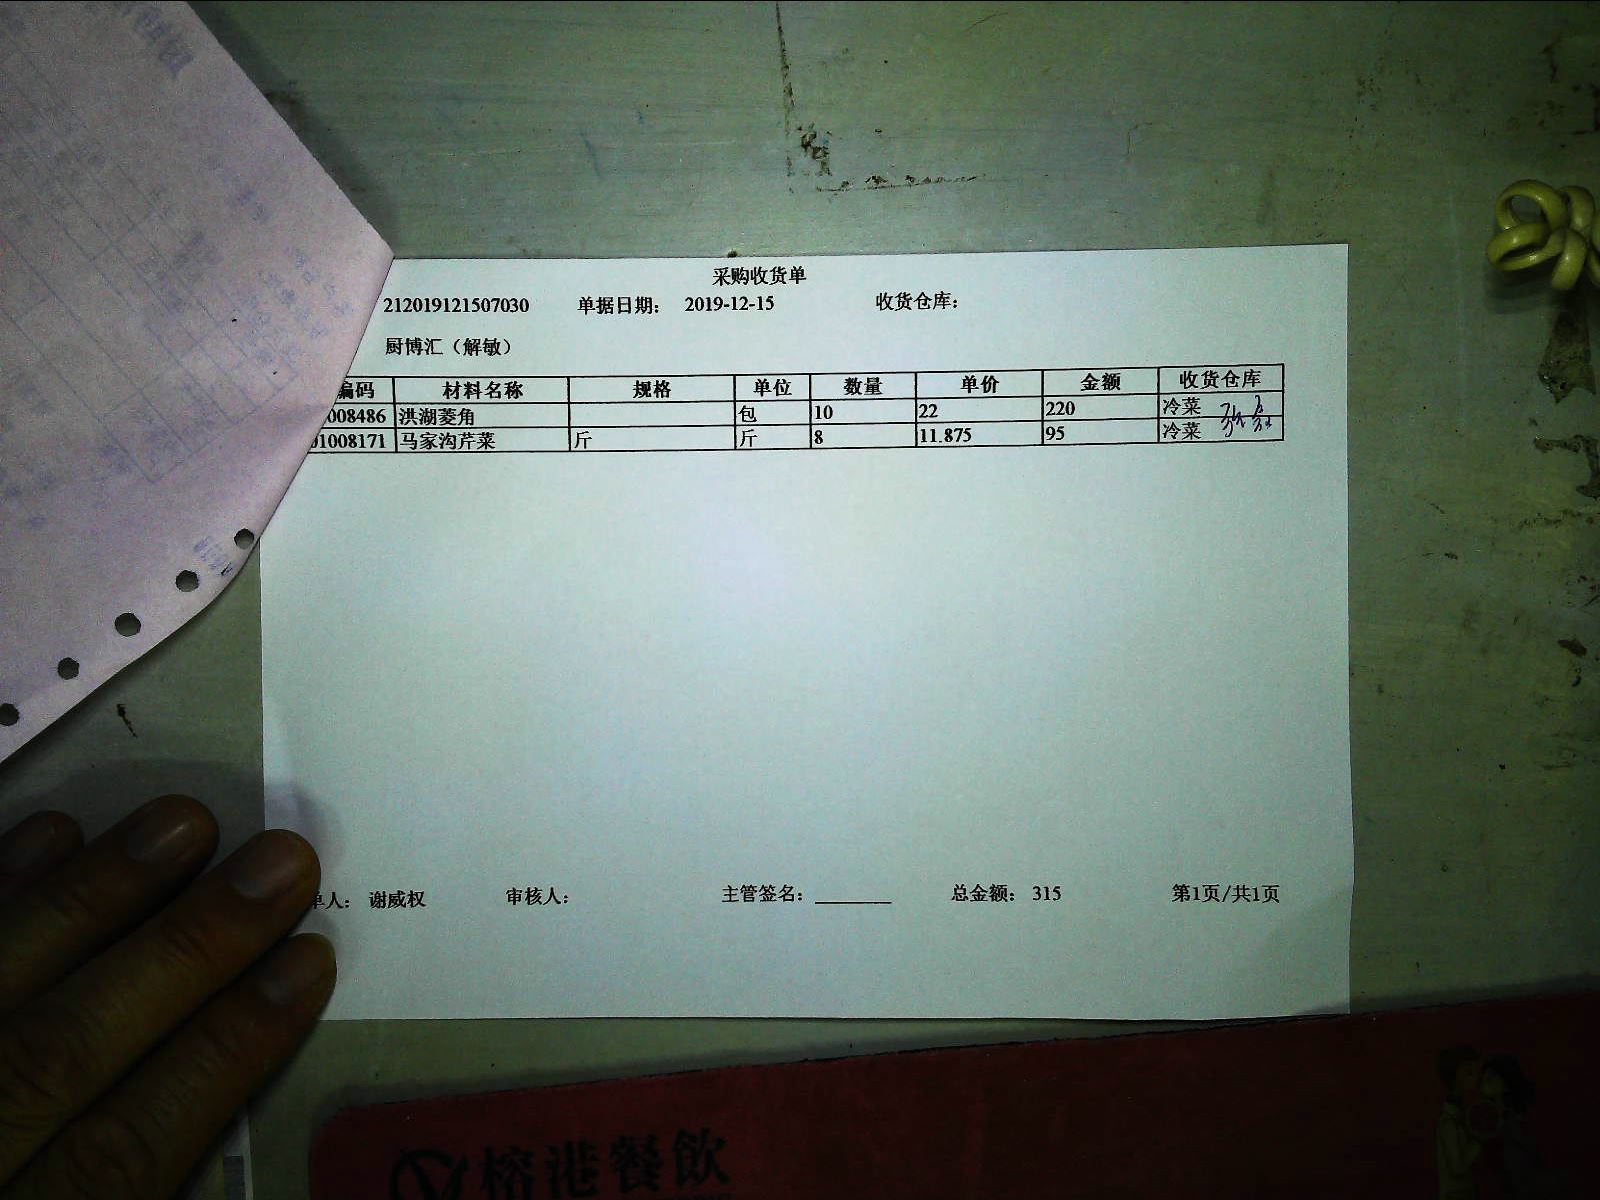 采购收货单
212019121507030 单据日期： 2019-12-15 收货仓库：
厨博汇（解敏）
编码 材料名称 规格 单位 数量 单价 金额 收货仓库
008486 洪湖菱角 包 10 22 220 冷菜
01008171 马家沟芹菜 斤 斤 8 11.875 95 冷菜
单人： 谢威权 审核人： 主管签名：_______ 总金额： 315 第1页/共1页
榕港餐飲